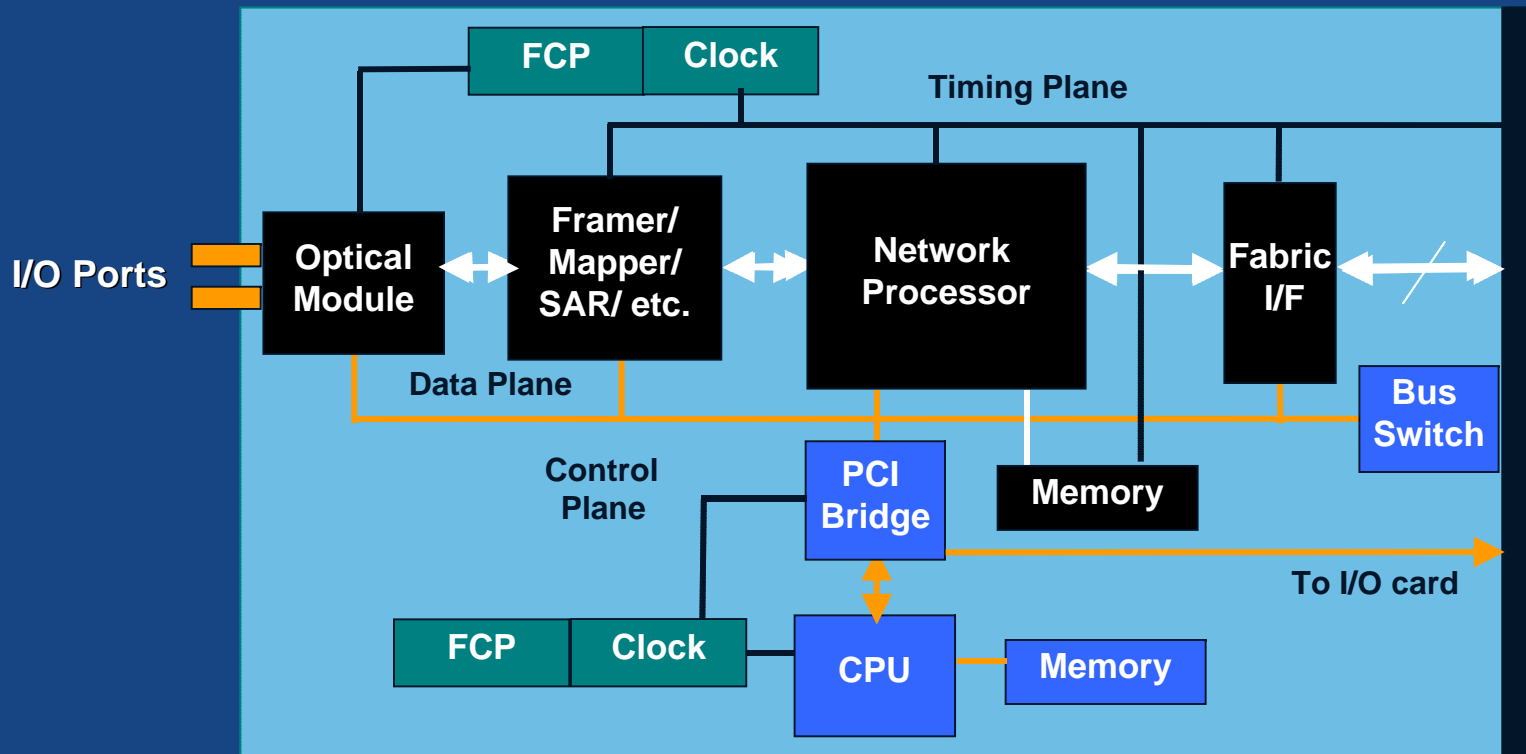 FCP
Clock
Timing Plane
I/O Ports
Optical
Module
Framer/
Mapper/
SAR/ etc.
Network
Processor
Fabric
I/F
Data Plane
Bus
Switch
Control
Plane
PCI
Bridge
Memory
To I/O card
FCP
Clock
CPU
Memory